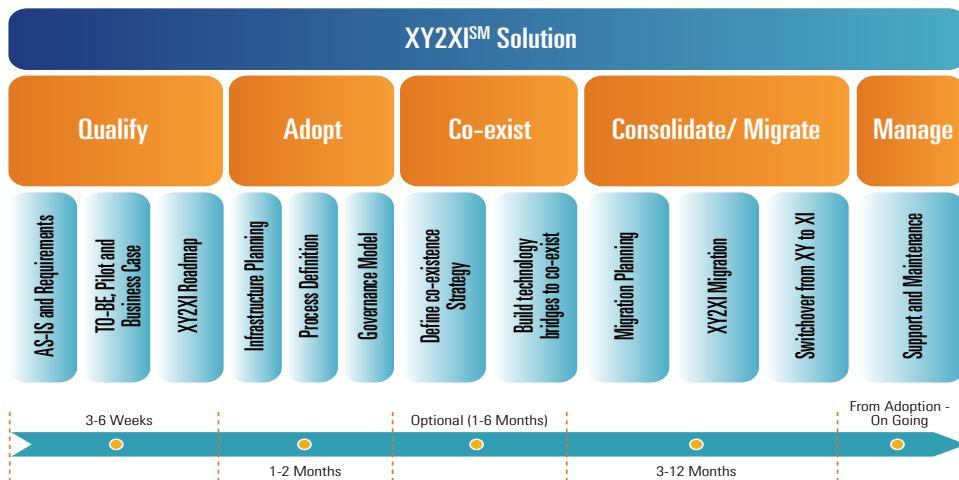 XY2XI℠ Solution
Qualify
Adopt
Co-exist
Consolidate/ Migrate
Manage
AS-IS and Requirements
TO-BE, Pilot and
Business Case
XY2XI Roadmap
Infrastructure Planning
Process Definition
Governance Model
Define co-existence
Strategy
Build technology
bridges to co-exist
Migration Planning
XY2XI Migration
Switchover from XY to XI
Support and Maintenance
3-6 Weeks
1-2 Months
Optional (1-6 Months)
3-12 Months
From Adoption -
On Going